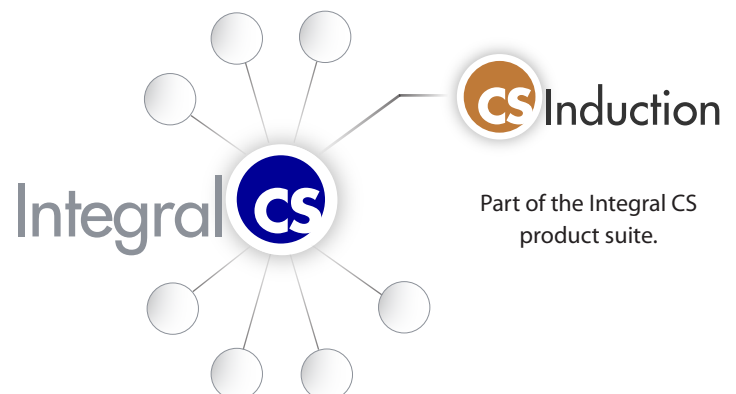 CS Induction
Integral CS
Part of the Integral CS
product suite.